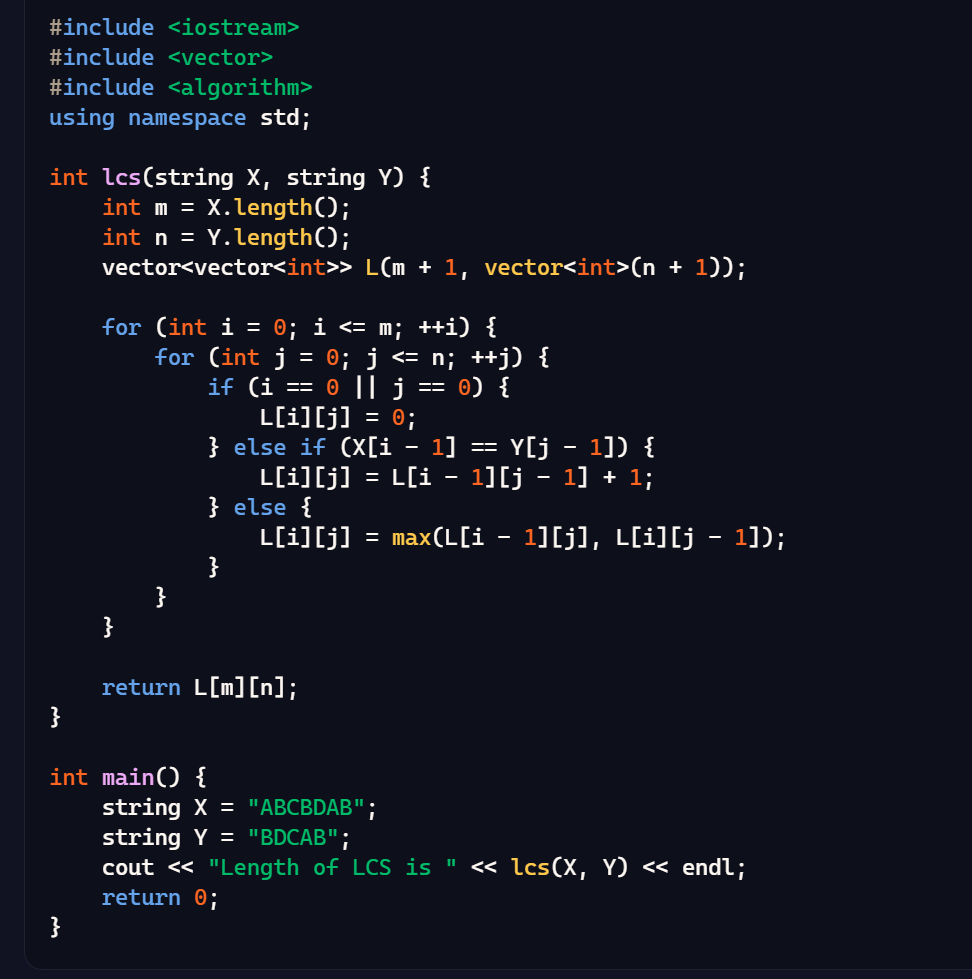 #include <iostream>
#include <vector>
#include <algorithm>
using namespace std;

int lcs(string X, string Y) {
    int m = X.length();
    int n = Y.length();
    vector<vector<int>> L(m + 1, vector<int>(n + 1));

    for (int i = 0; i <= m; ++i) {
        for (int j = 0; j <= n; ++j) {
            if (i == 0 || j == 0) {
                L[i][j] = 0;
            } else if (X[i - 1] == Y[j - 1]) {
                L[i][j] = L[i - 1][j - 1] + 1;
            } else {
                L[i][j] = max(L[i - 1][j], L[i][j - 1]);
            }
        }
    }

    return L[m][n];
}

int main() {
    string X = "ABCBDAB";
    string Y = "BDCAB";
    cout << "Length of LCS is " << lcs(X, Y) << endl;
    return 0;
}